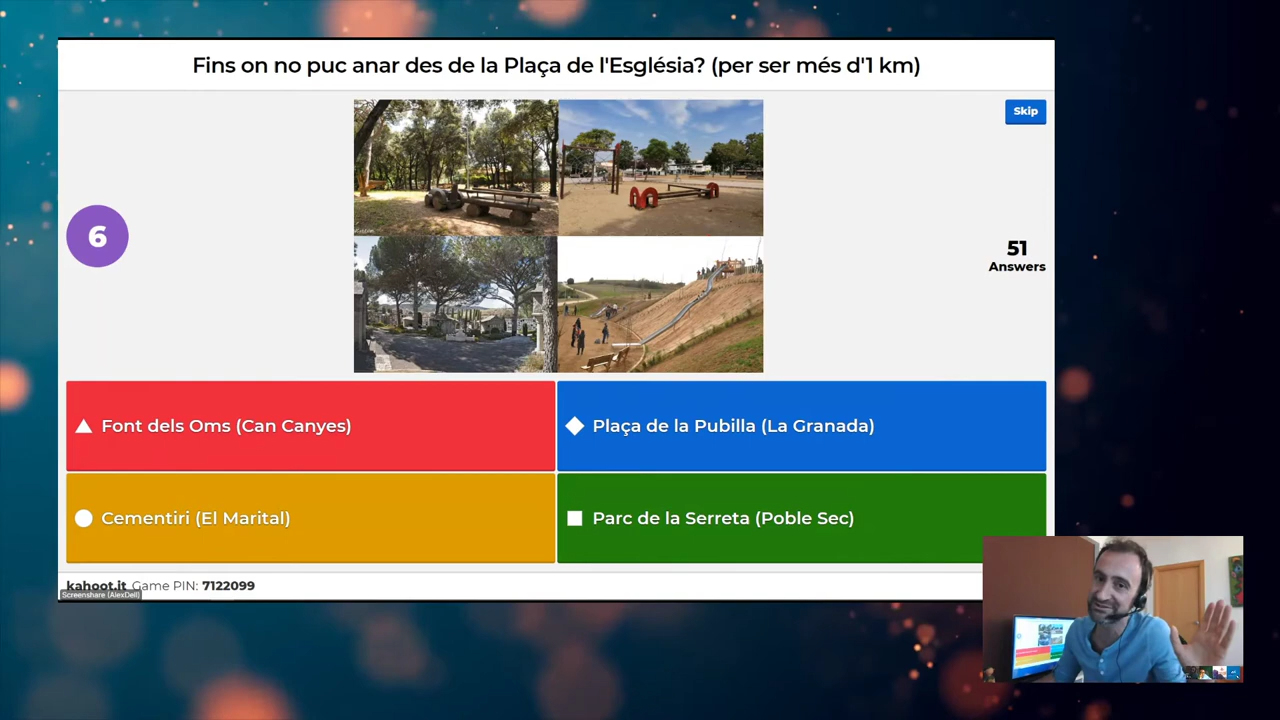 Fins on no puc anar des de la Plaça de l'Església? (per ser més d'1 km)
Skip
6
51
Answers
Font dels Oms (Can Canyes)
Plaça de la Pubilla (La Granada)
Cementiri (El Marital)
Parc de la Serreta (Poble Sec)
kahoot.it Game PIN: 7122099
Screenshare (AlexDell)